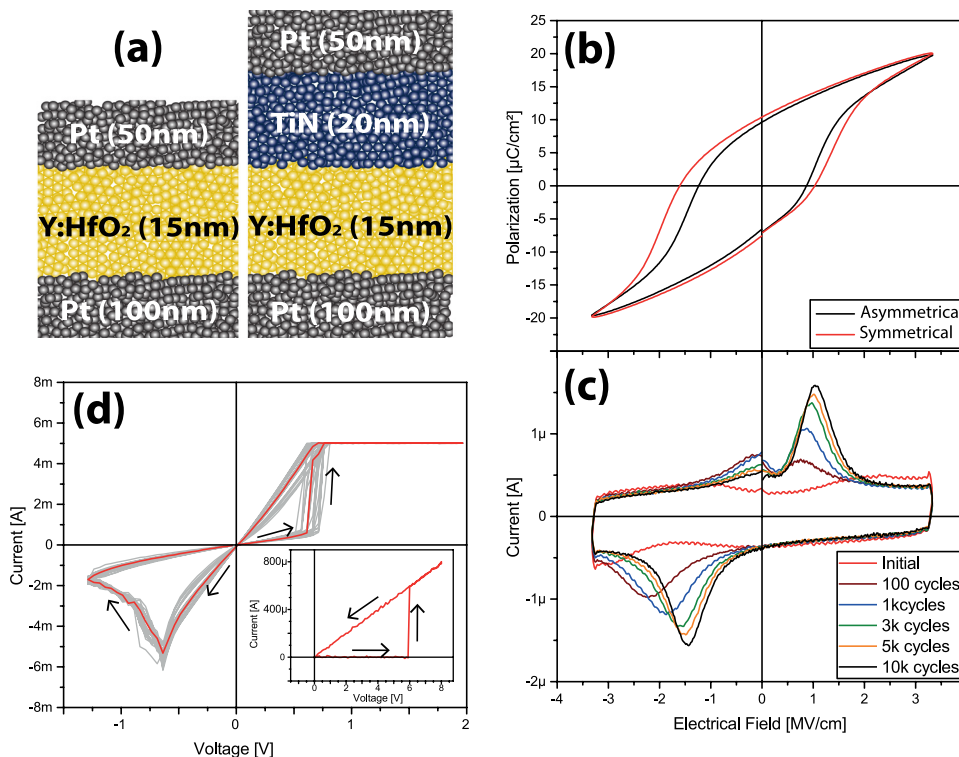 (a)
Pt (50nm)
Y:HfO₂ (15nm)
Pt (100nm)
Pt (50nm)
TiN (20nm)
Y:HfO₂ (15nm)
Pt (100nm)
(b)
Polarization [µC/cm²]
25
20
15
10
5
0
-5
-10
-15
-20
Asymmetrical
Symmetrical
(c)
Current [A]
1µ
0
-1µ
-2µ
Initial
100 cycles
1kcycles
3k cycles
5k cycles
10k cycles
-4
-3
-2
-1
0
1
2
3
4
Electrical Field [MV/cm]
(d)
Current [A]
8m
6m
4m
2m
0
-2m
-4m
-6m
-8m
-1
0
1
2
Voltage [V]
Current [A]
800µ
400µ
0
0
2
4
6
8
Voltage [V]